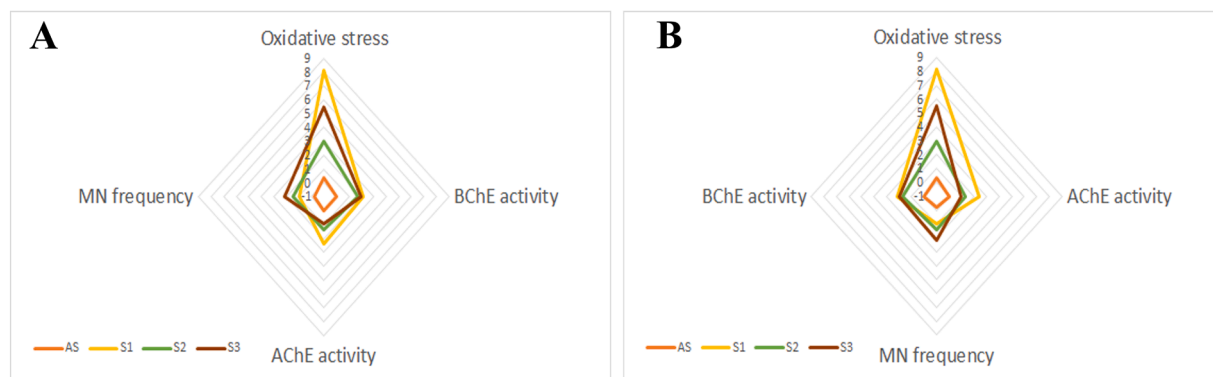 A
Oxidative stress
9
8
7
6
5
4
3
2
1
0
-1
MN frequency
BChE activity
AChE activity
AS S1 S2 S3
B
Oxidative stress
9
8
7
6
5
4
3
2
1
0
-1
BChE activity
AChE activity
MN frequency
AS S1 S2 S3